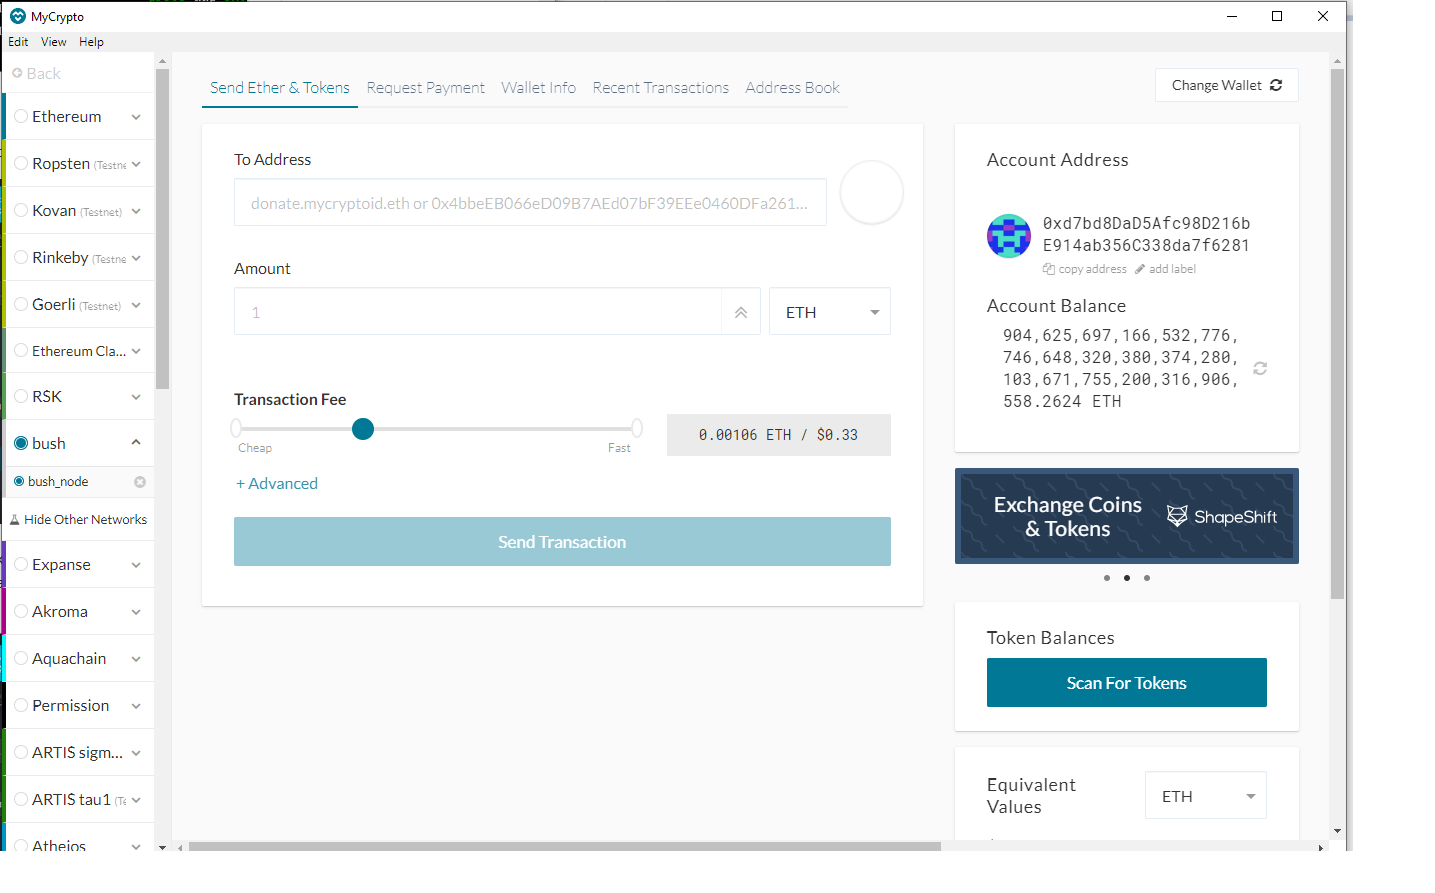 MyCrypto
Edit View Help
Back
Ethereum
Ropsten (Testne
Kovan (Testnet)
Rinkeby (Testne
Goerli (Testnet)
Ethereum Cla...
R$K
bush
bush_node
Hide Other Networks
Expanse
Akroma
Aquachain
Permission
ARTI$ sigm...
ARTI$ tau1 (Te
Atheios
Send Ether & Tokens Request Payment Wallet Info Recent Transactions Address Book
Change Wallet
To Address
donate.mycryptoid.eth or 0x4bbeEB066eD09B7AEd07bF39EEe0460DFa261...
Amount
1
ETH
Transaction Fee
Cheap
Fast
0.00106 ETH / $0.33
+ Advanced
Send Transaction
Account Address
0xd7bd8DaD5Afc98D216b
E914ab356C338da7f6281
copy address add label
Account Balance
904,625,697,166,532,776,
746,648,320,380,374,280,
103,671,755,200,316,906,
558.2624 ETH
Exchange Coins
& Tokens
ShapeShift
Token Balances
Scan For Tokens
Equivalent
Values
ETH